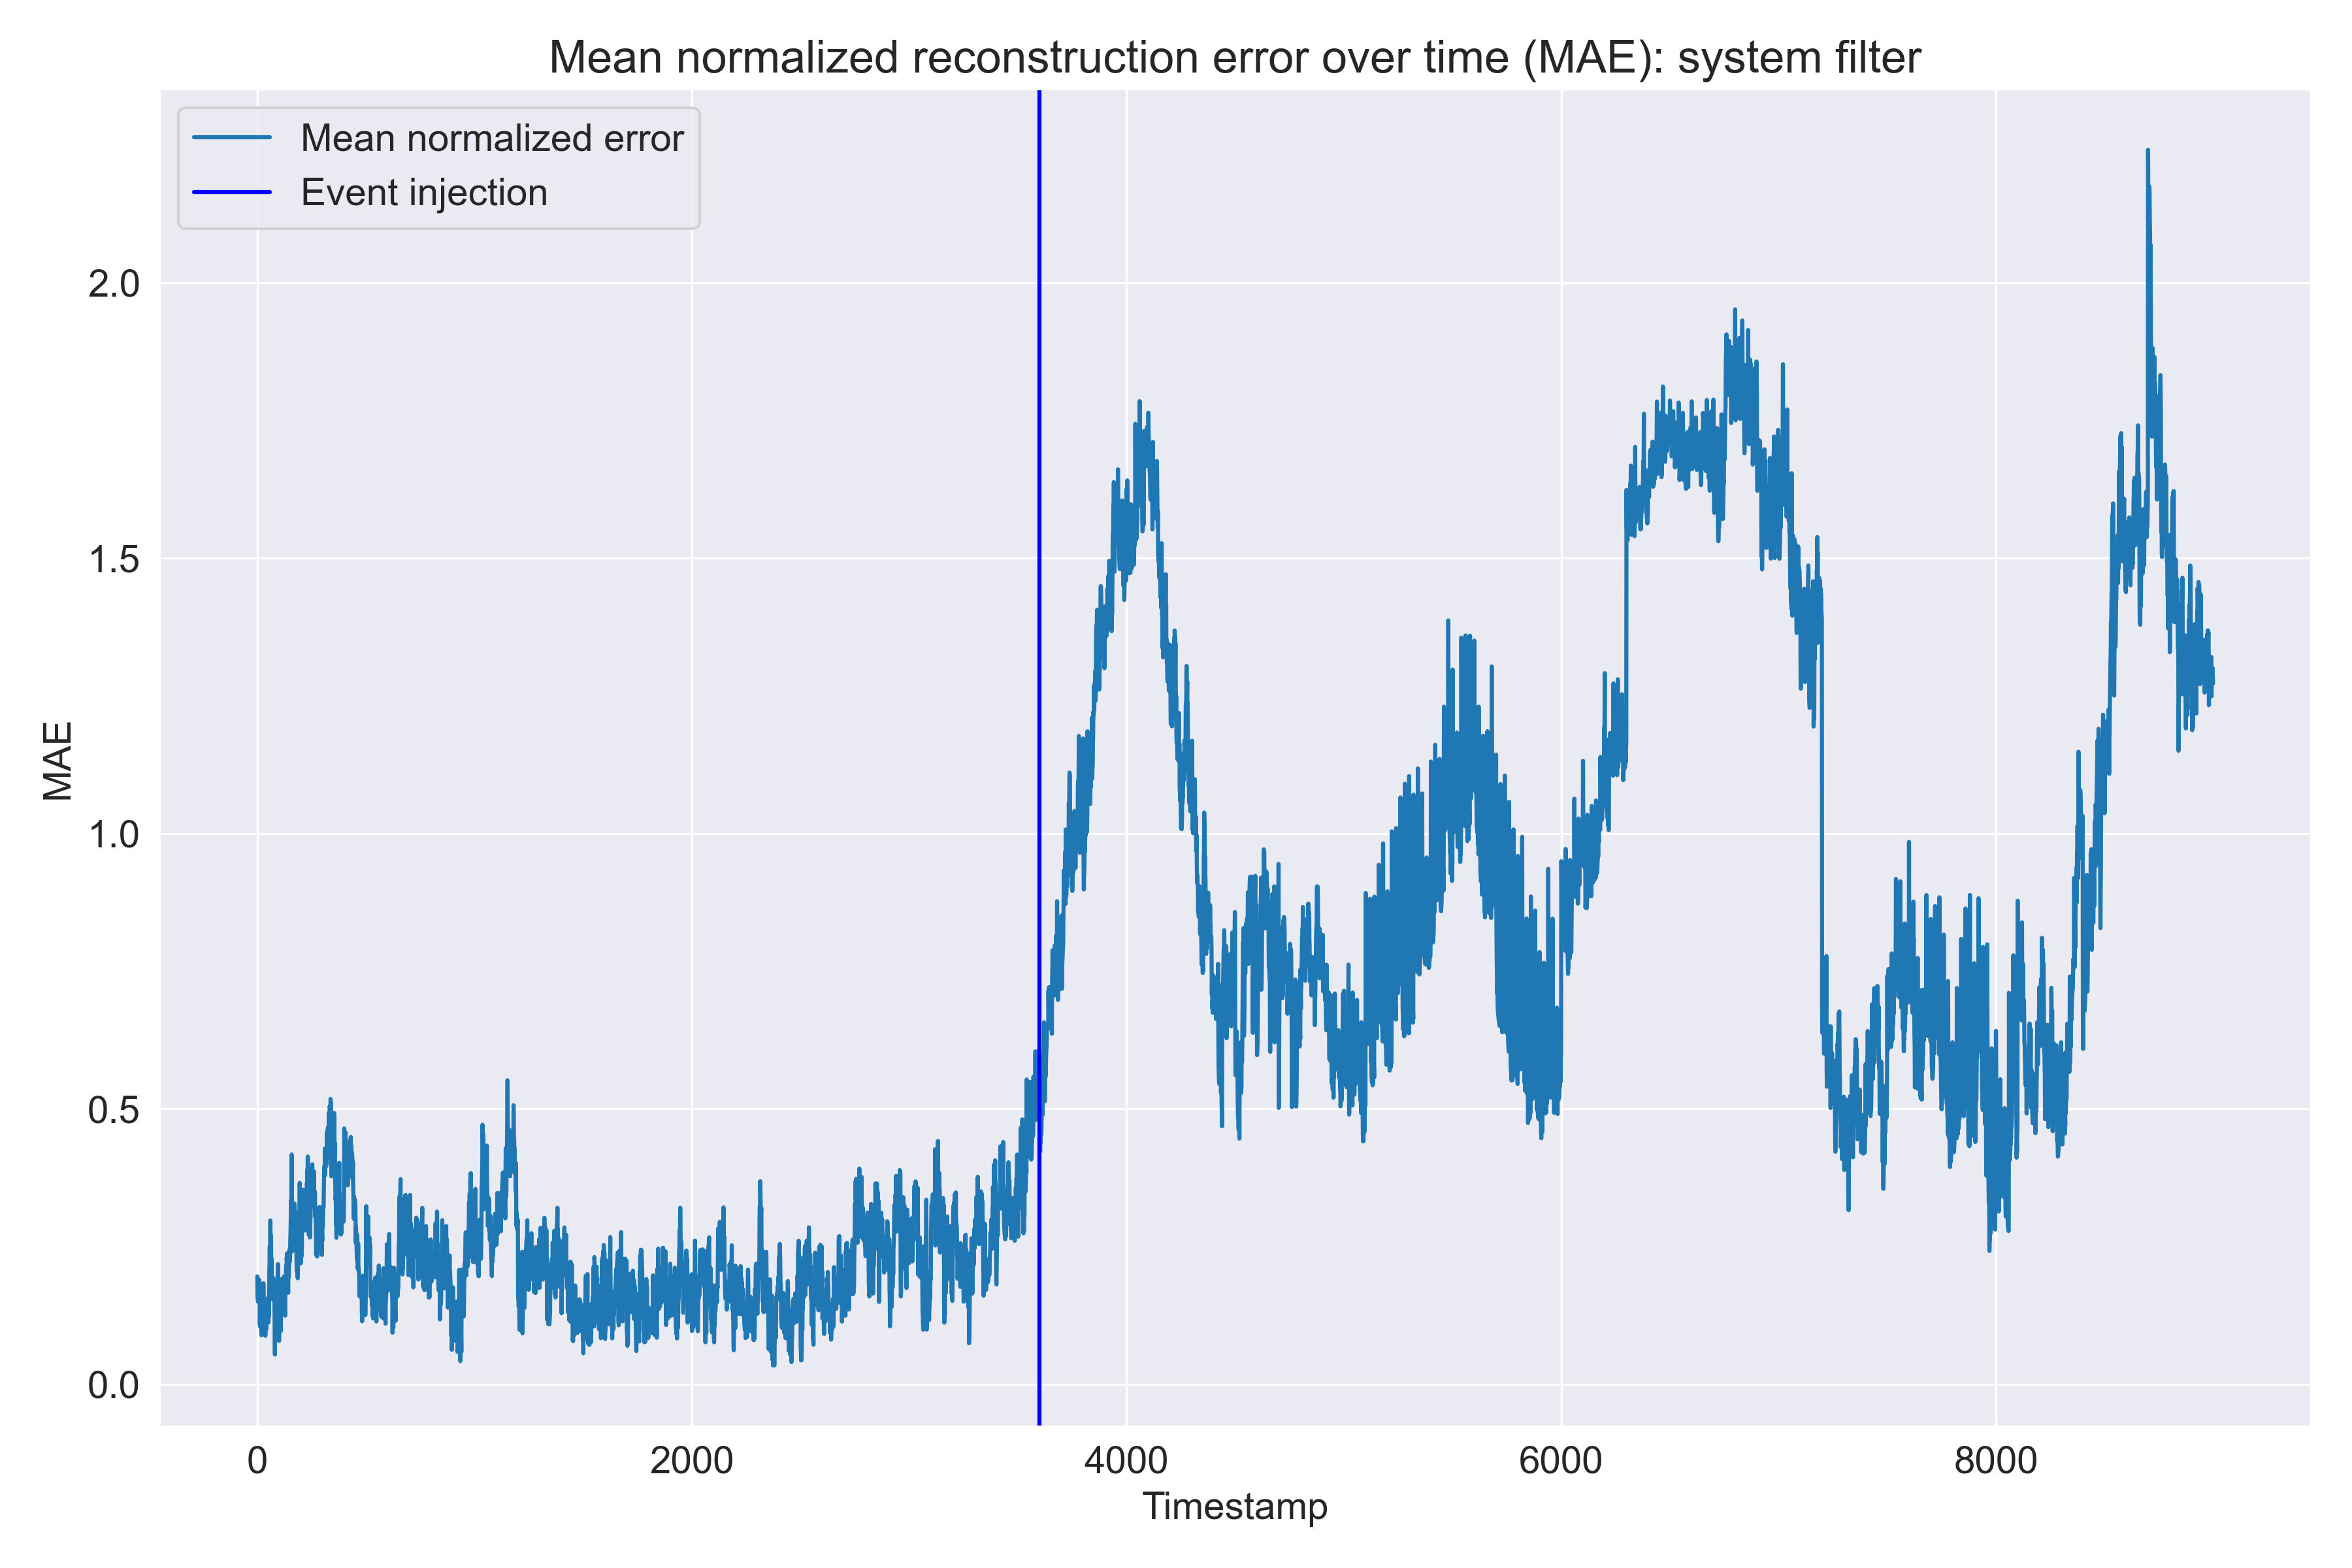 Mean normalized reconstruction error over time (MAE): system filter
Mean normalized error
Event injection
2.0
1.5
1.0
0.5
0.0
MAE
0 2000 4000 6000 8000
Timestamp